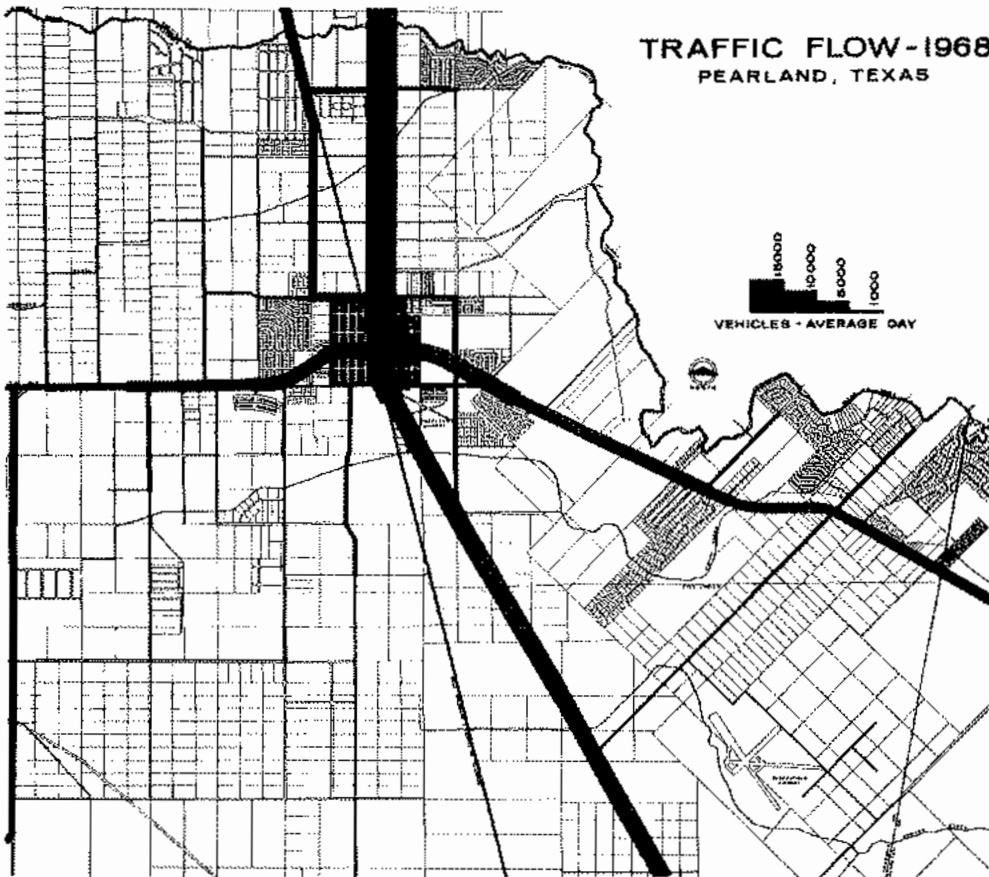 TRAFFIC FLOW-1968
PEARLAND, TEXAS
15000
10000
5000
1000
VEHICLES - AVERAGE DAY